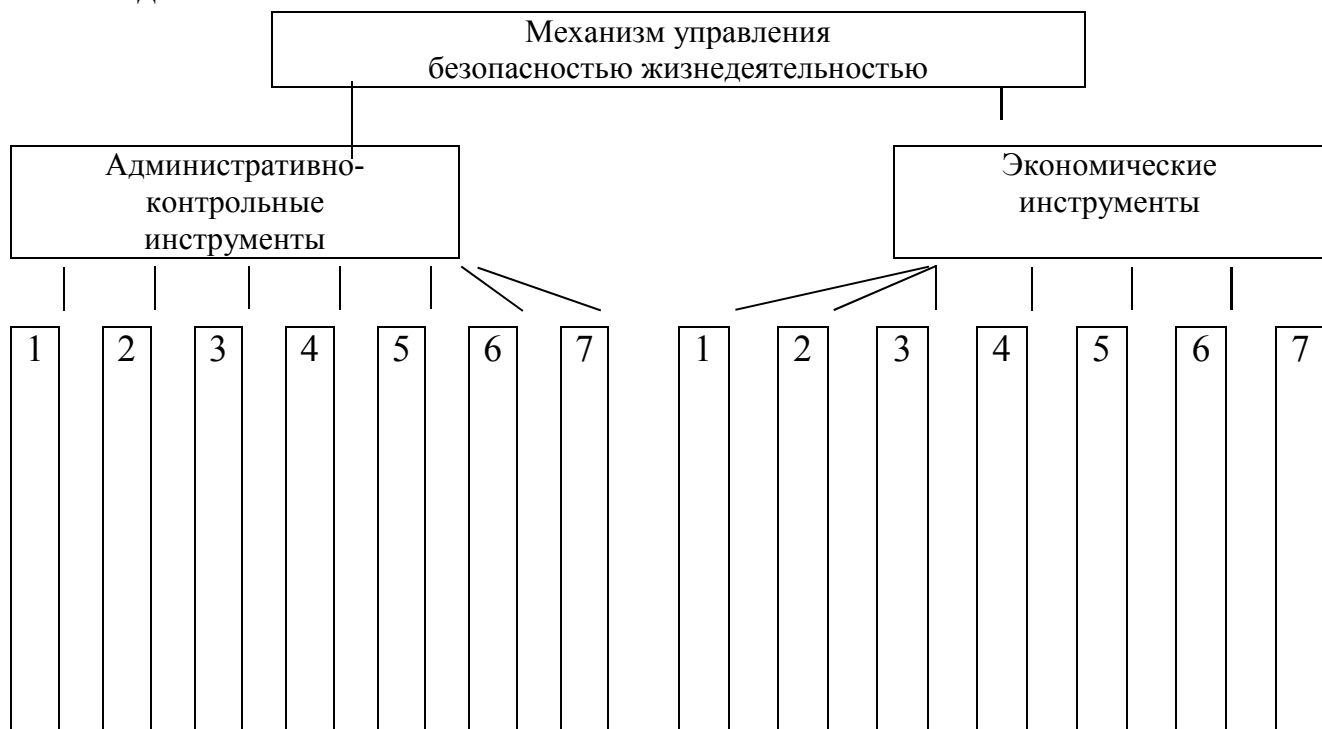 Механизм управления
безопасностью жизнедеятельностью
Административно-
контрольные
инструменты
Экономические
инструменты
1 2 3 4 5 6 7 1 2 3 4 5 6 7